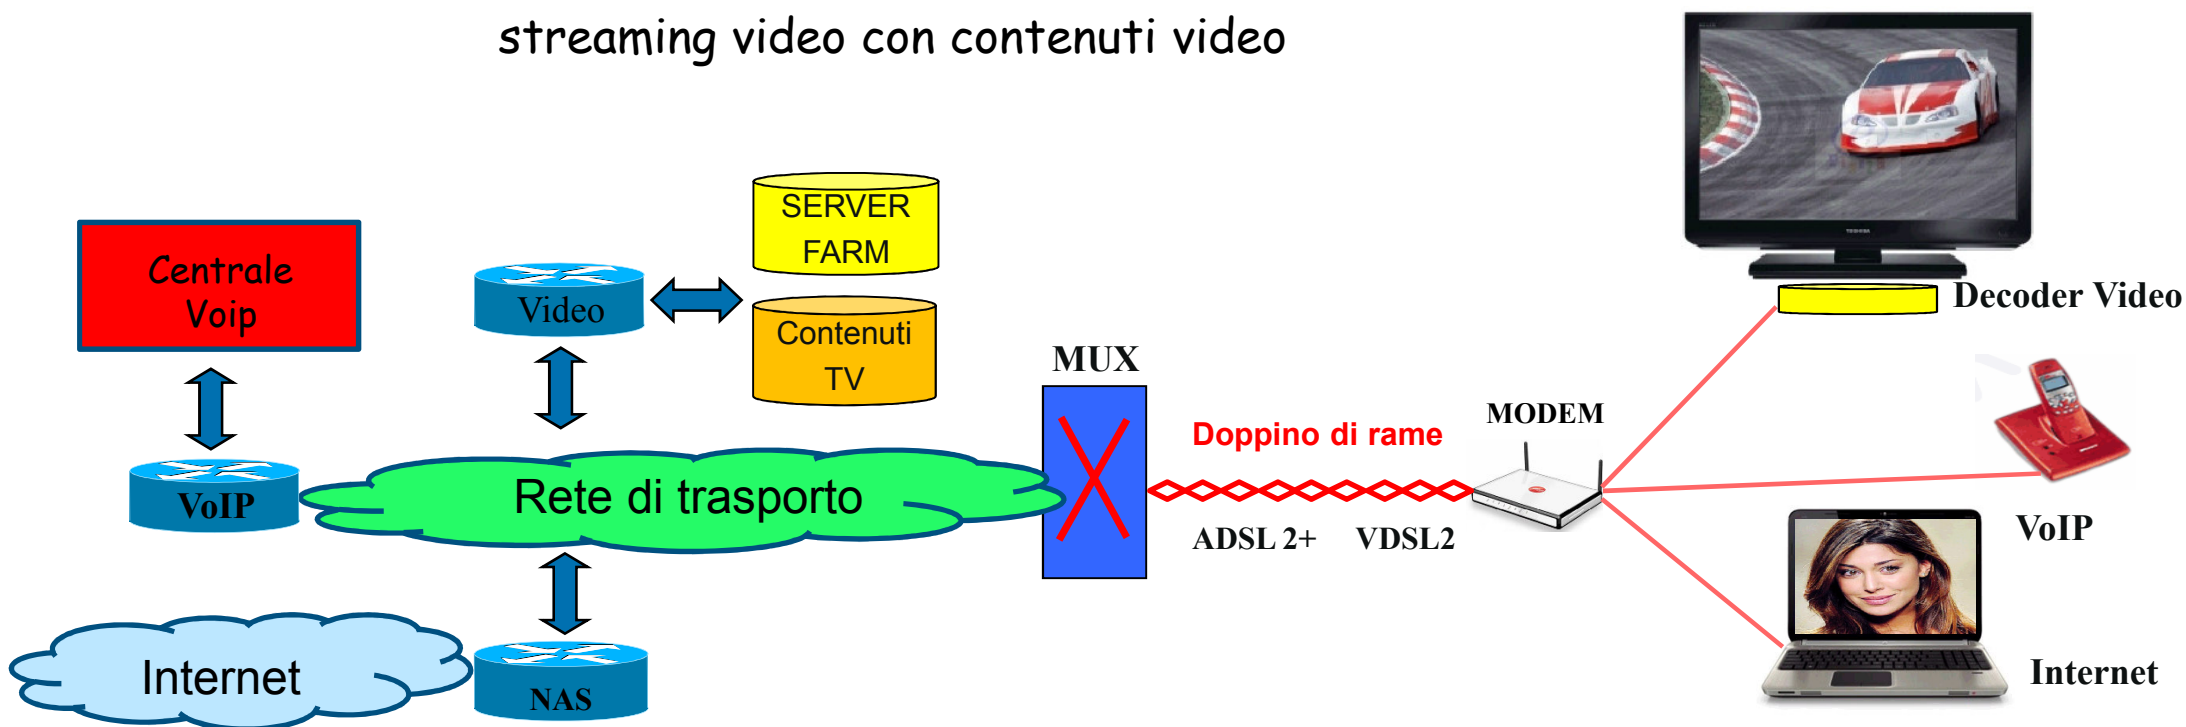 streaming video con contenuti video
TOSHIBA
SERVER
FARM
Centrale
Voip
Video
Contenuti
TV
Decoder Video
MUX
MODEM
Doppino di rame
VoIP
Rete di trasporto
ADSL 2+
VDSL2
VoIP
Internet
NAS
Internet